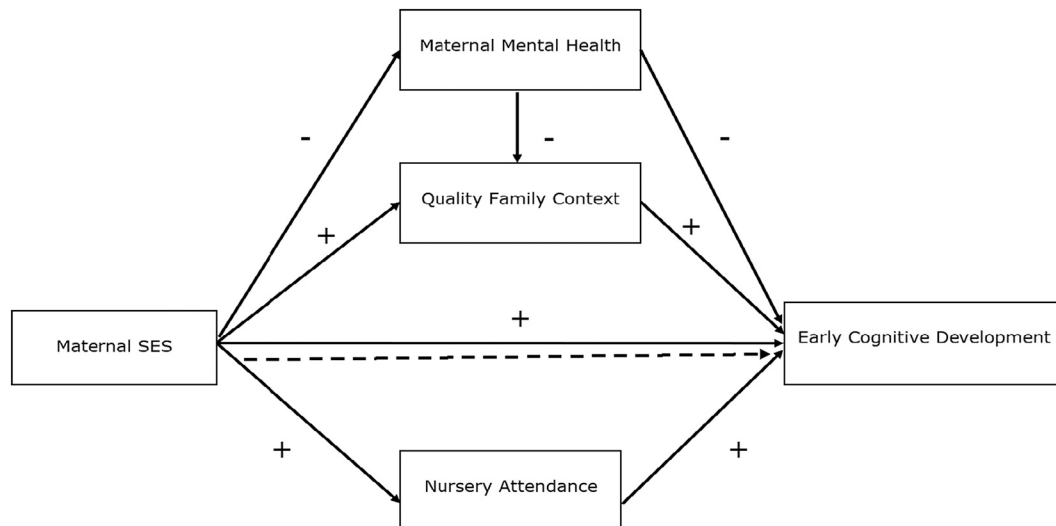 Maternal Mental Health
-
-
-
Quality Family Context
+
+
Maternal SES
+
Early Cognitive Development
+
+
Nursery Attendance